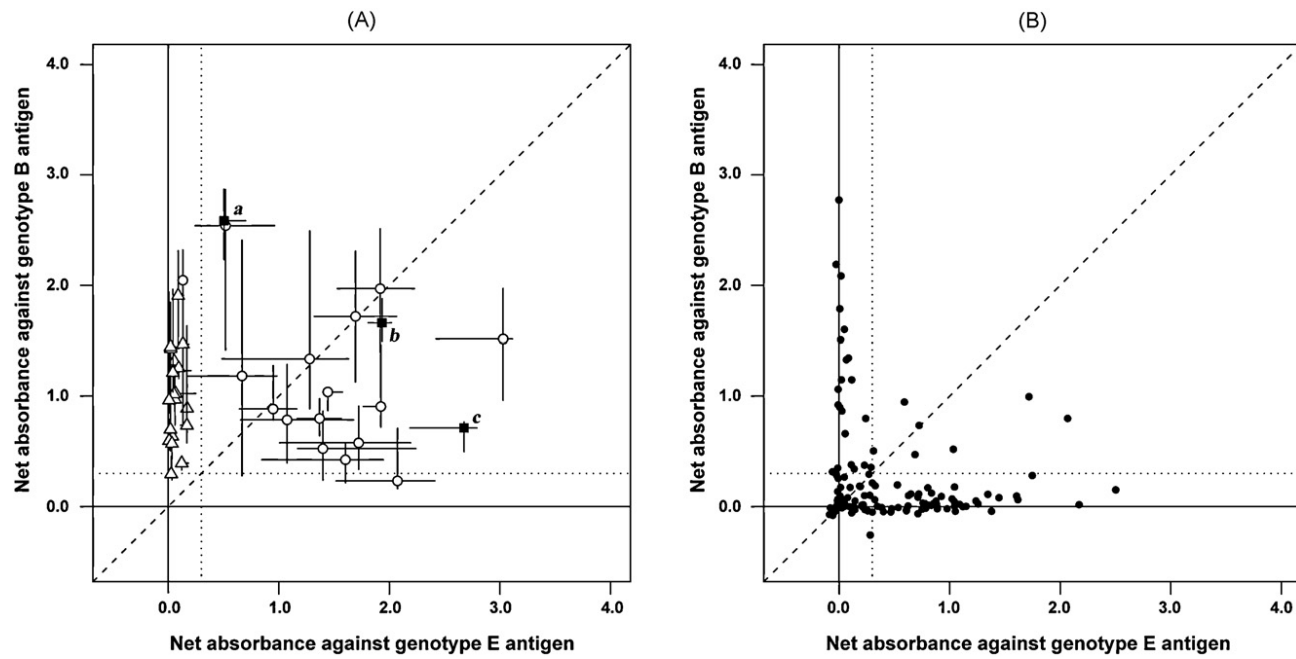 (A)
Net absorbance against genotype B antigen
4.0
3.0
2.0
1.0
0.0
a
b
c
0.0 1.0 2.0 3.0 4.0
Net absorbance against genotype E antigen
(B)
Net absorbance against genotype B antigen
4.0
3.0
2.0
1.0
0.0
0.0 1.0 2.0 3.0 4.0
Net absorbance against genotype E antigen